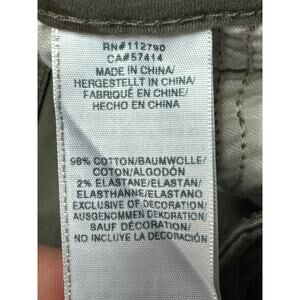 RN#112790
CA#57414
MADE IN CHINA/
HERGESTELLT IN CHINA/
FABRIQUÉ EN CHINE/
HECHO EN CHINA
98% COTTON/BAUMWOLLE/
COTON/ALGODÓN
2% ELASTANE/ELASTAN/
ELASTHANNE/ELASTANO
EXCLUSIVE OF DECORATION/
AUSGENOMMEN DEKORATION/
SAUF DÉCORATION/
NO INCLUYE LA DECORACIÓN